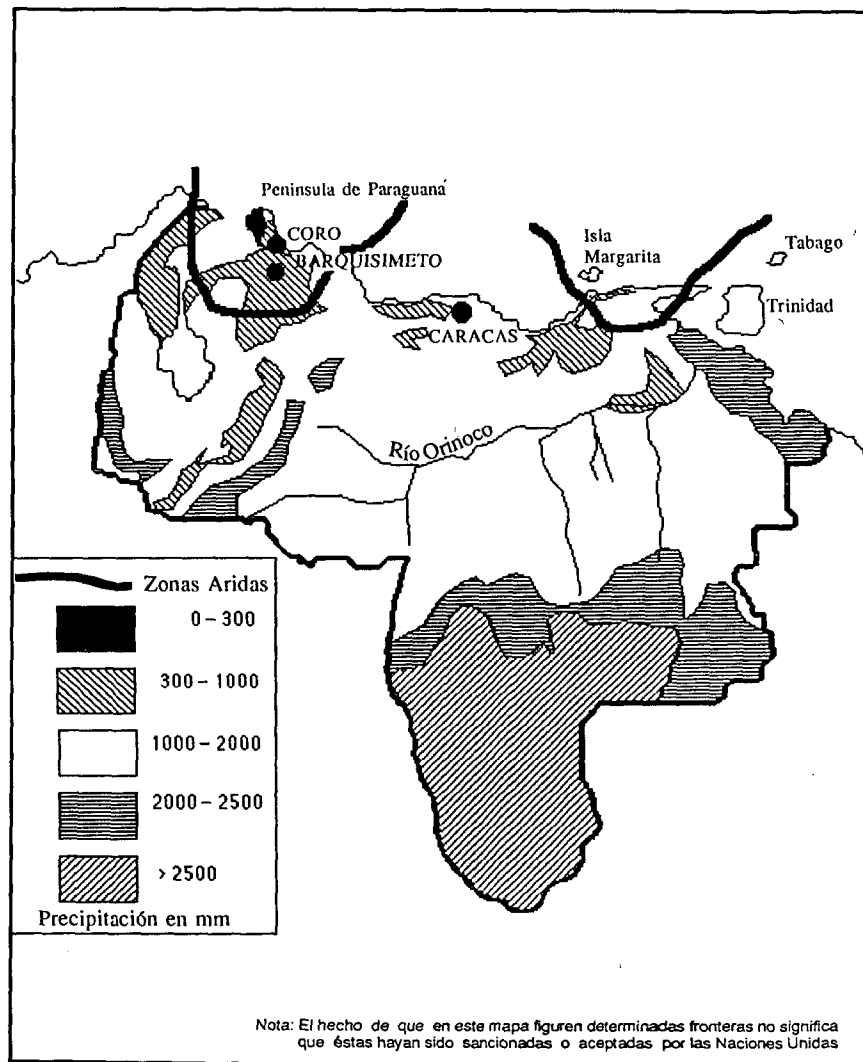 Peninsula de Paraguaná
CORO
BARQUISIMETO
CARACAS
Isla
Margarita
Tabago
Trinidad
Río Orinoco
Zonas Aridas
0 – 300
300 – 1000
1000 – 2000
2000 – 2500
> 2500
Precipitación en mm
Nota: El hecho de que en este mapa figuren determinadas fronteras no significa
que éstas hayan sido sancionadas o aceptadas por las Naciones Unidas